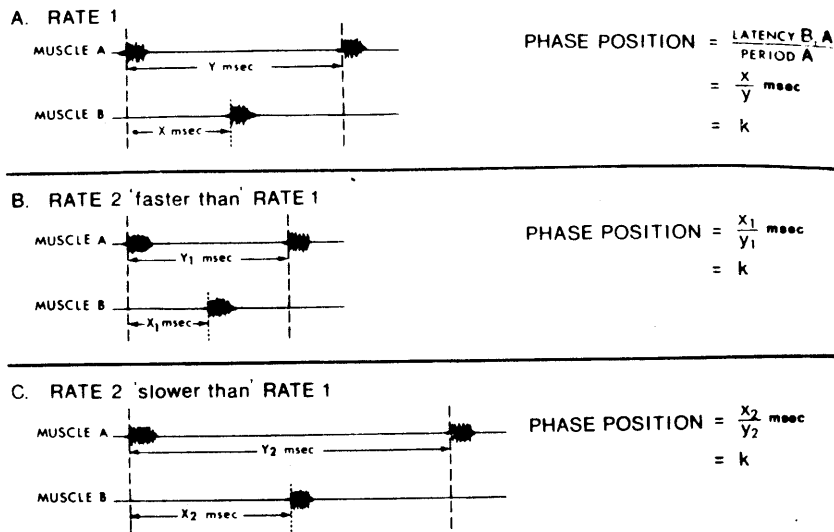 A. RATE 1
MUSCLE A
Y msec
MUSCLE B
X msec
PHASE POSITION = LATENCY B, A / PERIOD A
= x / y msec
= k
B. RATE 2 'faster than' RATE 1
MUSCLE A
Y₁ msec
MUSCLE B
X₁ msec
PHASE POSITION = x₁ / y₁ msec
= k
C. RATE 2 'slower than' RATE 1
MUSCLE A
Y₂ msec
MUSCLE B
X₂ msec
PHASE POSITION = x₂ / y₂ msec
= k